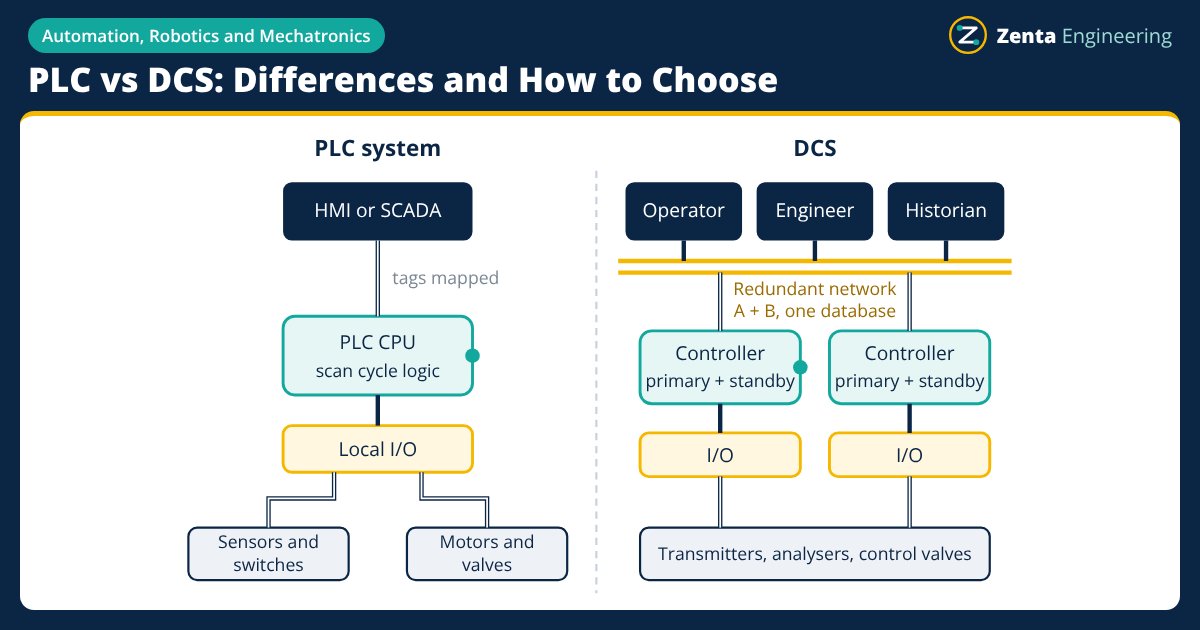 Automation, Robotics and Mechatronics
Zenta Engineering
PLC vs DCS: Differences and How to Choose
PLC system
HMI or SCADA
tags mapped
PLC CPU
scan cycle logic
Local I/O
Sensors and
switches
Motors and
valves
DCS
Operator
Engineer
Historian
Redundant network
A + B, one database
Controller
primary + standby
Controller
primary + standby
I/O
I/O
Transmitters, analysers, control valves